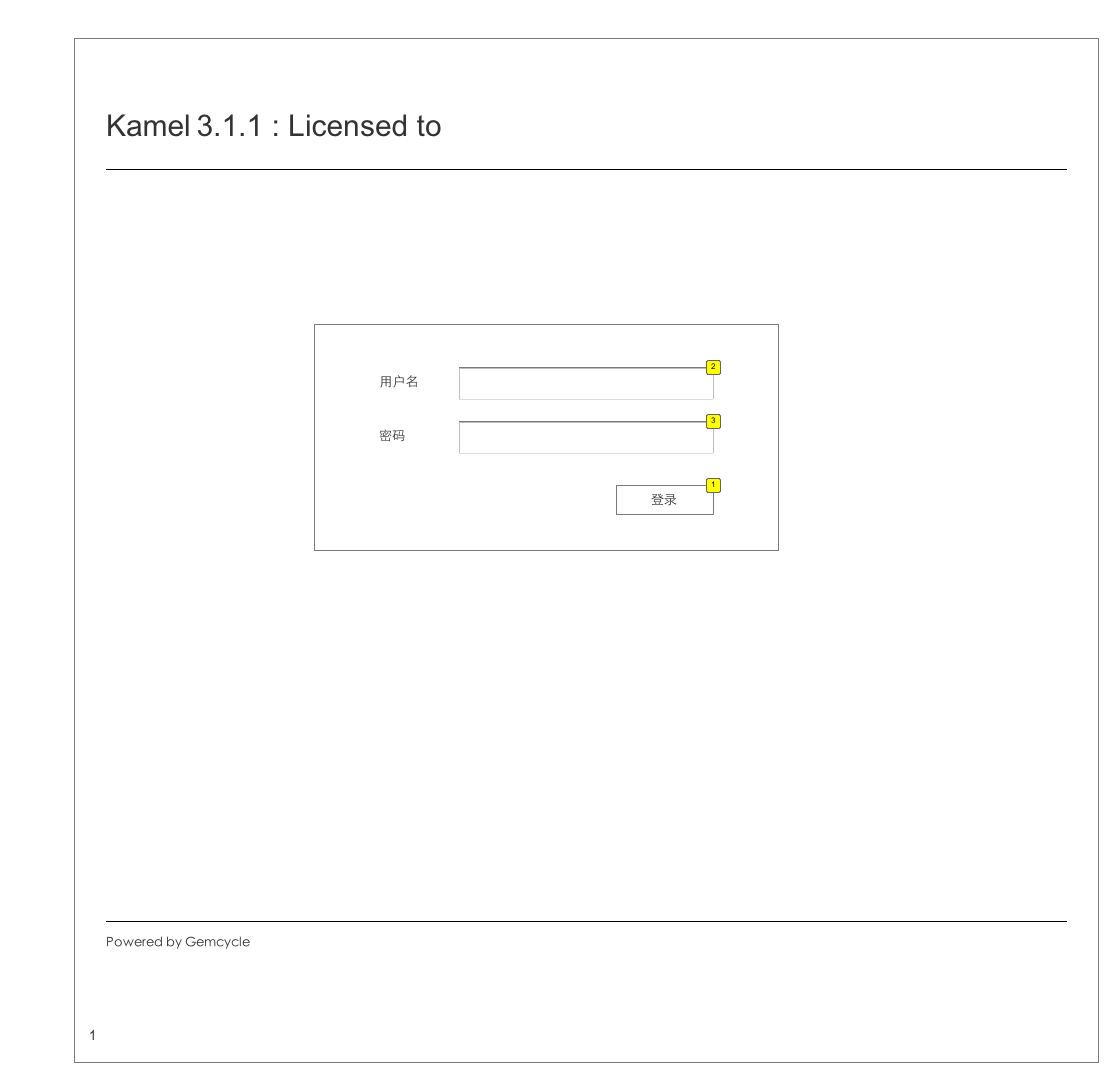 Kamel 3.1.1 : Licensed to
用户名
2
密码
3
登录
1
Powered by Gemcycle
1